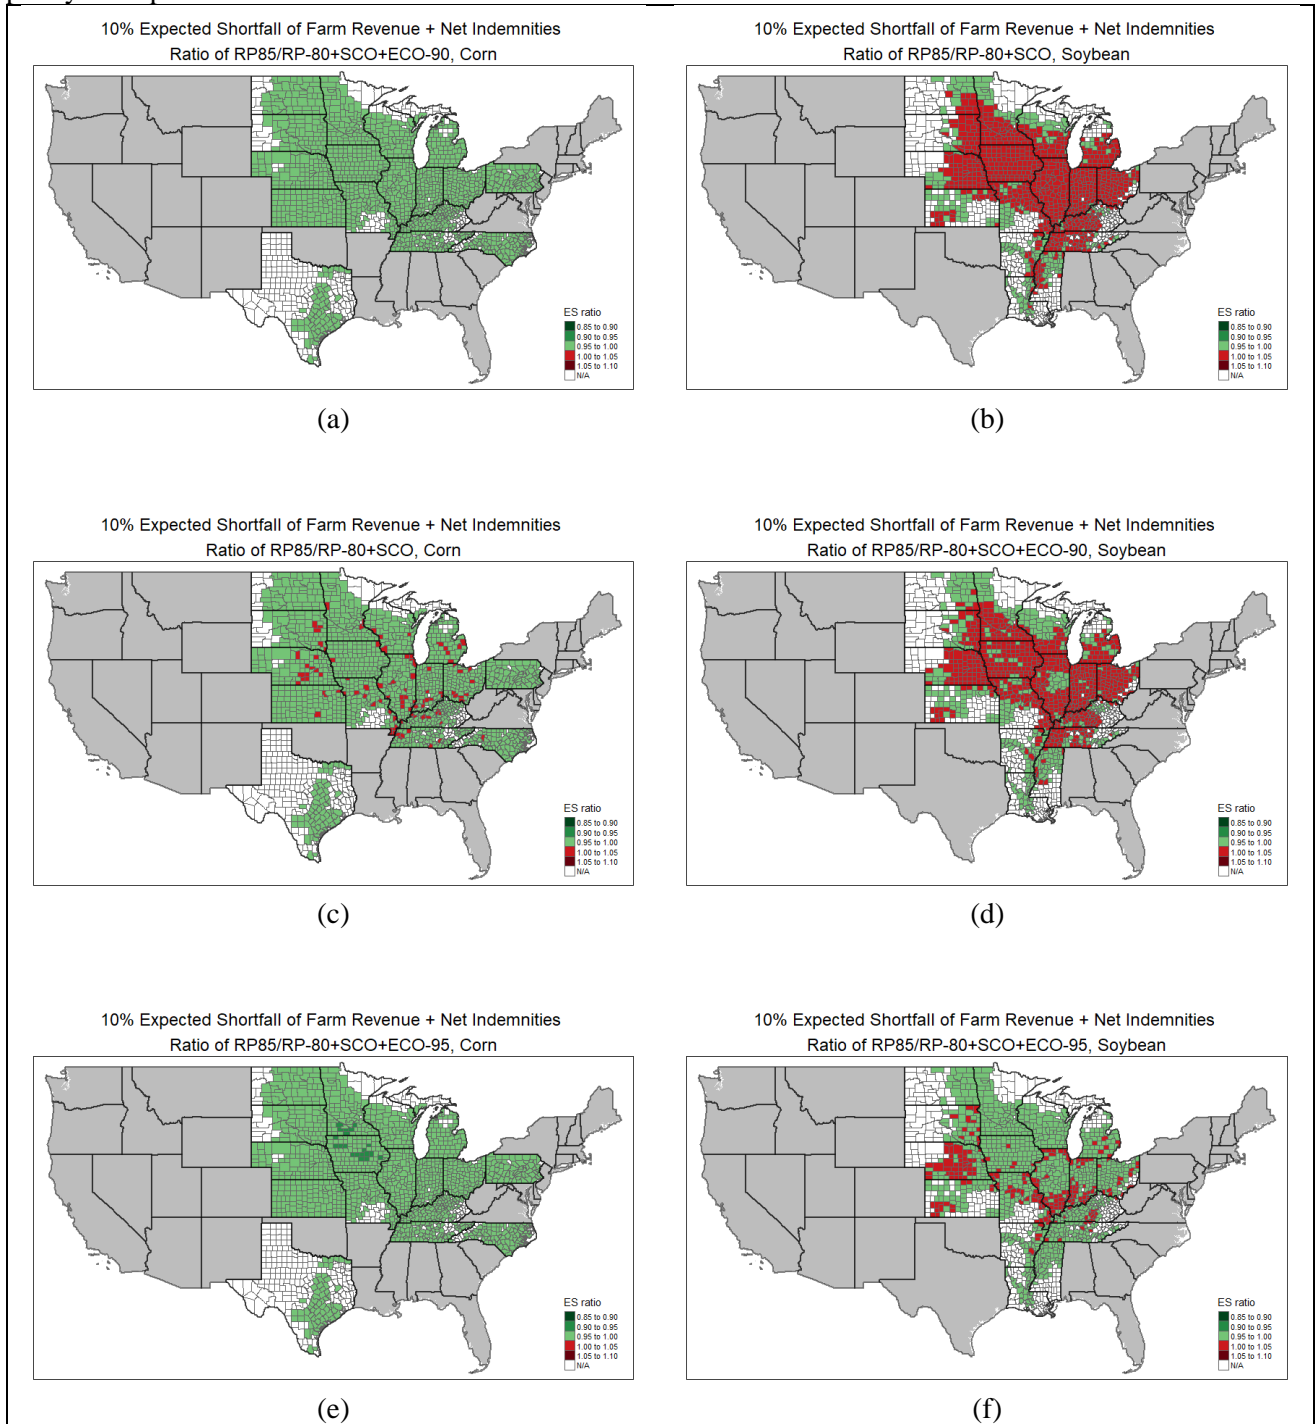 10% Expected Shortfall of Farm Revenue + Net Indemnities
Ratio of RP85/RP-80+SCO+ECO-90, Corn
ES ratio
0.85 to 0.90
0.90 to 0.95
0.95 to 1.00
1.00 to 1.05
1.05 to 1.10
N/A
(a)
10% Expected Shortfall of Farm Revenue + Net Indemnities
Ratio of RP85/RP-80+SCO, Soybean
ES ratio
0.85 to 0.90
0.90 to 0.95
0.95 to 1.00
1.00 to 1.05
1.05 to 1.10
N/A
(b)
10% Expected Shortfall of Farm Revenue + Net Indemnities
Ratio of RP85/RP-80+SCO, Corn
ES ratio
0.85 to 0.90
0.90 to 0.95
0.95 to 1.00
1.00 to 1.05
1.05 to 1.10
N/A
(c)
10% Expected Shortfall of Farm Revenue + Net Indemnities
Ratio of RP85/RP-80+SCO+ECO-90, Soybean
ES ratio
0.85 to 0.90
0.90 to 0.95
0.95 to 1.00
1.00 to 1.05
1.05 to 1.10
N/A
(d)
10% Expected Shortfall of Farm Revenue + Net Indemnities
Ratio of RP85/RP-80+SCO+ECO-95, Corn
ES ratio
0.85 to 0.90
0.90 to 0.95
0.95 to 1.00
1.00 to 1.05
1.05 to 1.10
N/A
(e)
10% Expected Shortfall of Farm Revenue + Net Indemnities
Ratio of RP85/RP-80+SCO+ECO-95, Soybean
ES ratio
0.85 to 0.90
0.90 to 0.95
0.95 to 1.00
1.00 to 1.05
1.05 to 1.10
N/A
(f)